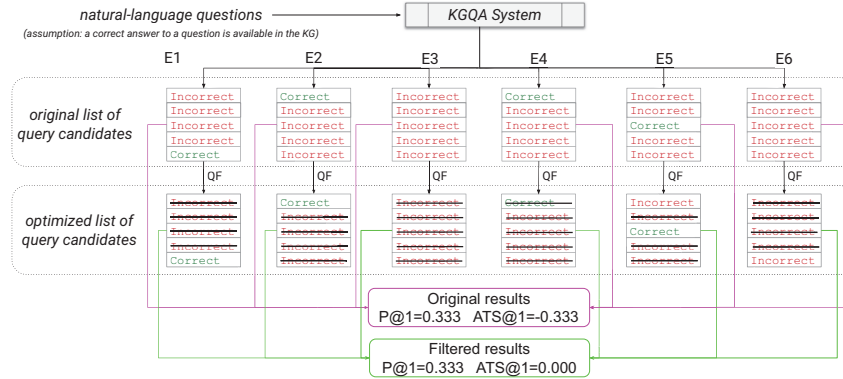 natural-language questions
KGQA System
(assumption: a correct answer to a question is available in the KG)
E1 E2 E3 E4 E5 E6
original list of
query candidates
Incorrect Correct Incorrect Correct Incorrect Incorrect
Incorrect Incorrect Incorrect Incorrect Incorrect Incorrect
Incorrect Incorrect Incorrect Incorrect Correct Incorrect
Incorrect Incorrect Incorrect Incorrect Incorrect Incorrect
Correct Incorrect Incorrect Incorrect Incorrect Incorrect
QF QF QF QF QF QF
optimized list of
query candidates
Incorrect Correct Incorrect Correct Incorrect Incorrect
Incorrect Incorrect Incorrect Incorrect Incorrect Incorrect
Incorrect Incorrect Incorrect Incorrect Correct Incorrect
Incorrect Incorrect Incorrect Incorrect Incorrect Incorrect
Correct Incorrect Incorrect Incorrect Incorrect Incorrect
Original results
P@1=0.333 ATS@1=-0.333
Filtered results
P@1=0.333 ATS@1=0.000